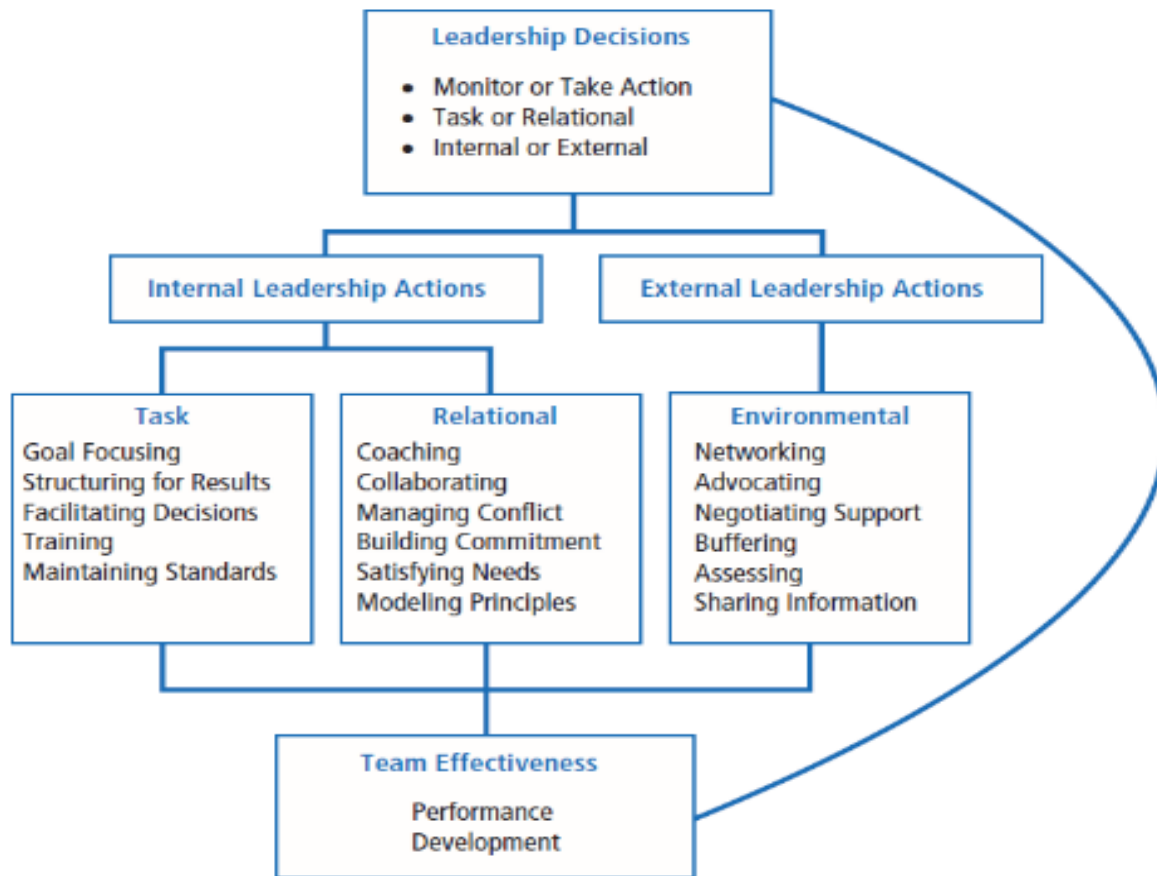 Leadership Decisions
• Monitor or Take Action
• Task or Relational
• Internal or External
Internal Leadership Actions
External Leadership Actions
Task
Goal Focusing
Structuring for Results
Facilitating Decisions
Training
Maintaining Standards
Relational
Coaching
Collaborating
Managing Conflict
Building Commitment
Satisfying Needs
Modeling Principles
Environmental
Networking
Advocating
Negotiating Support
Buffering
Assessing
Sharing Information
Team Effectiveness
Performance
Development